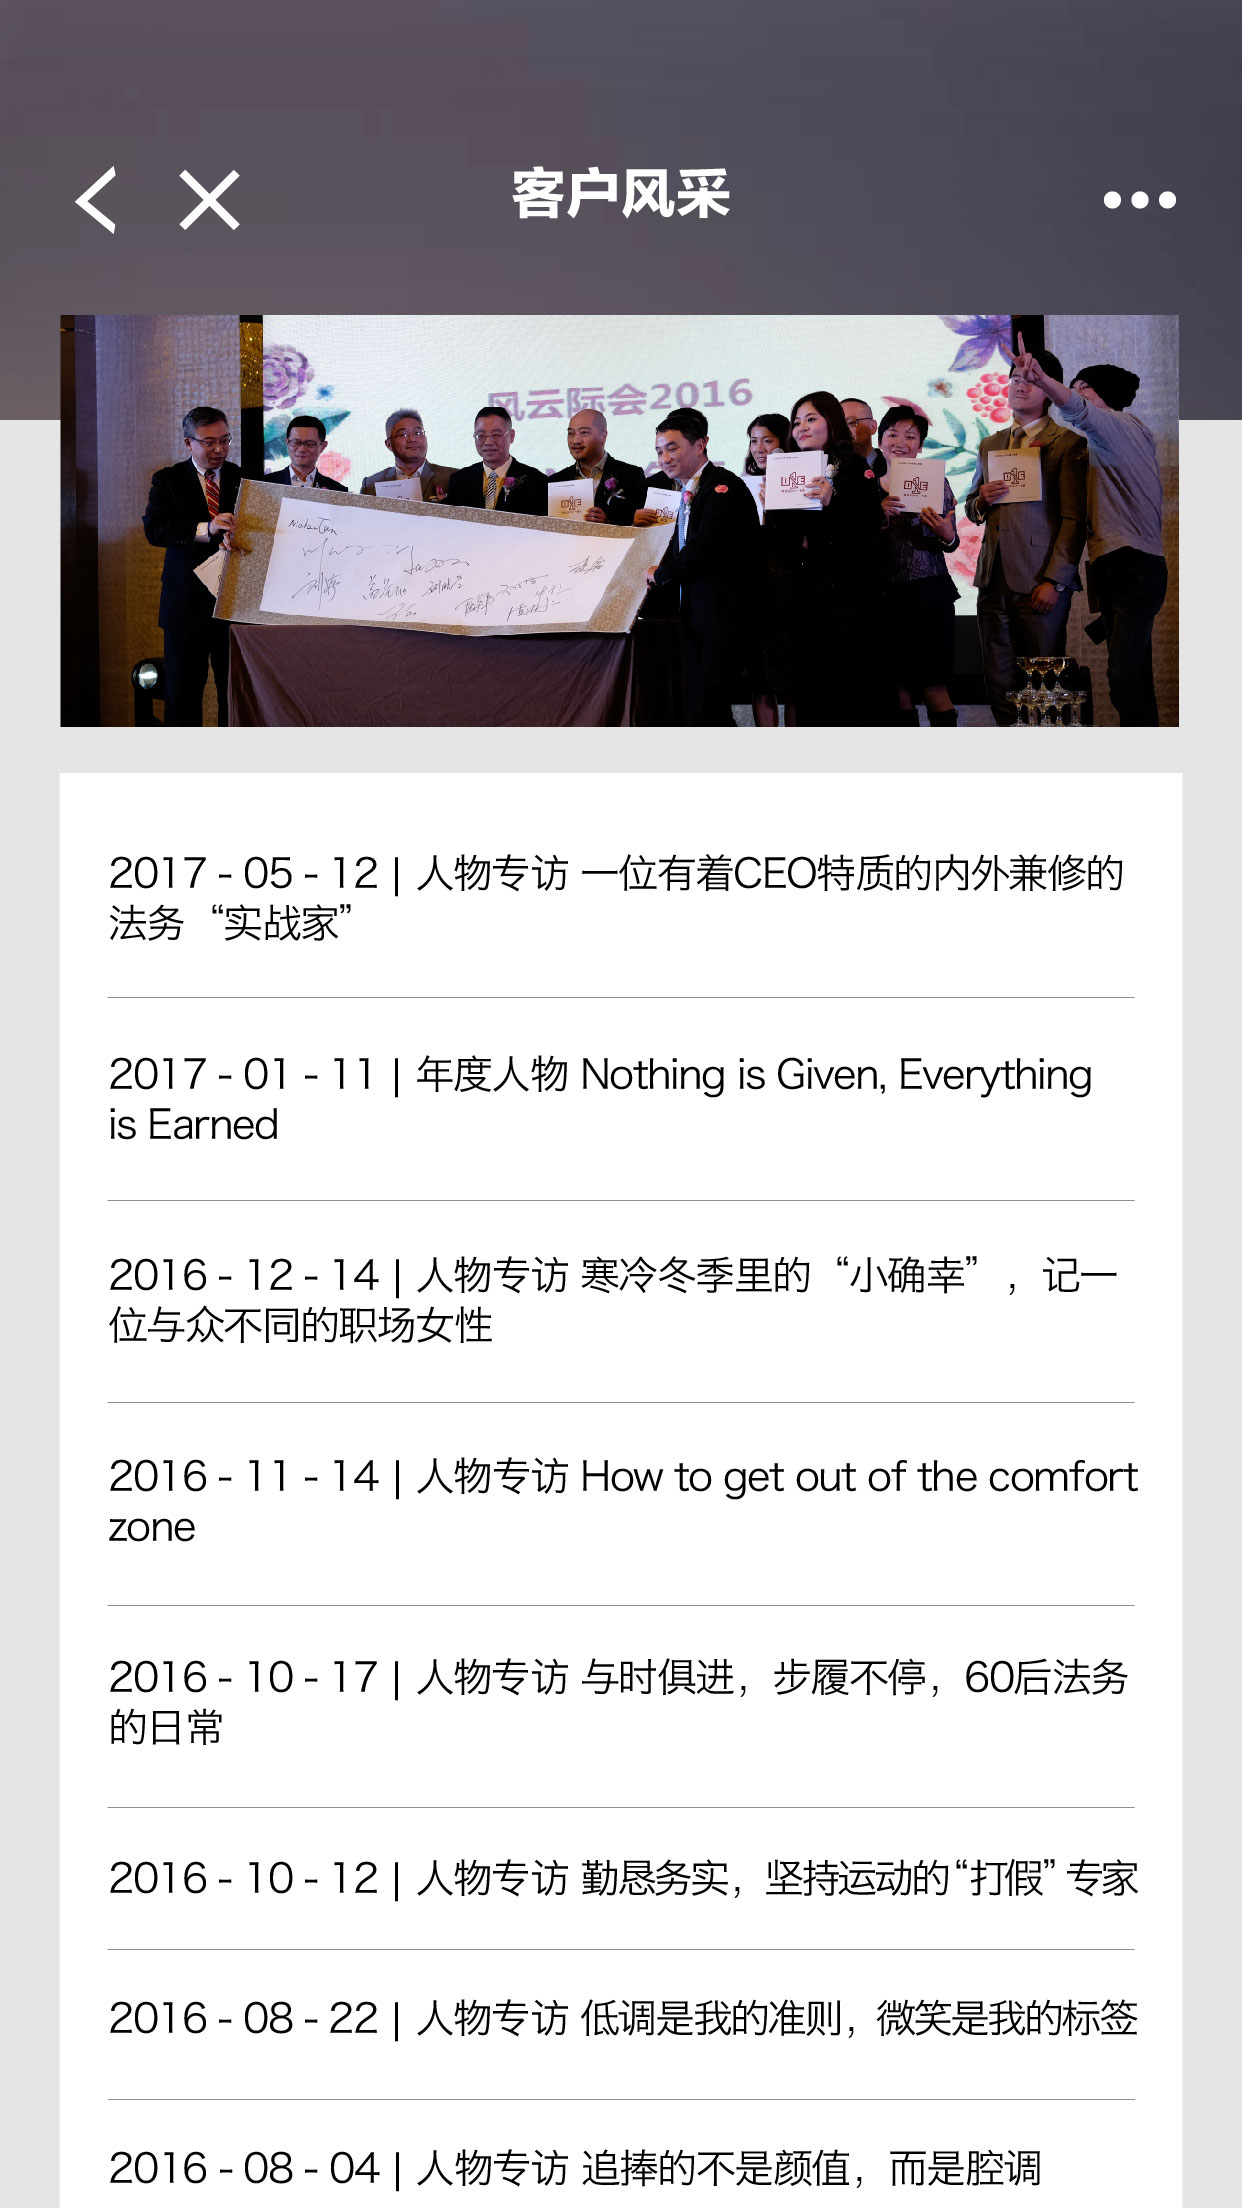 客户风采
风云际会2016
2017 - 05 - 12 | 人物专访 一位有着CEO特质的内外兼修的
法务“实战家”
2017 - 01 - 11 | 年度人物 Nothing is Given, Everything
is Earned
2016 - 12 - 14 | 人物专访 寒冷冬季里的“小确幸”，记一
位与众不同的职场女性
2016 - 11 - 14 | 人物专访 How to get out of the comfort
zone
2016 - 10 - 17 | 人物专访 与时俱进，步履不停，60后法务
的日常
2016 - 10 - 12 | 人物专访 勤恳务实，坚持运动的“打假”专家
2016 - 08 - 22 | 人物专访 低调是我的准则，微笑是我的标签
2016 - 08 - 04 | 人物专访 追捧的不是颜值，而是腔调